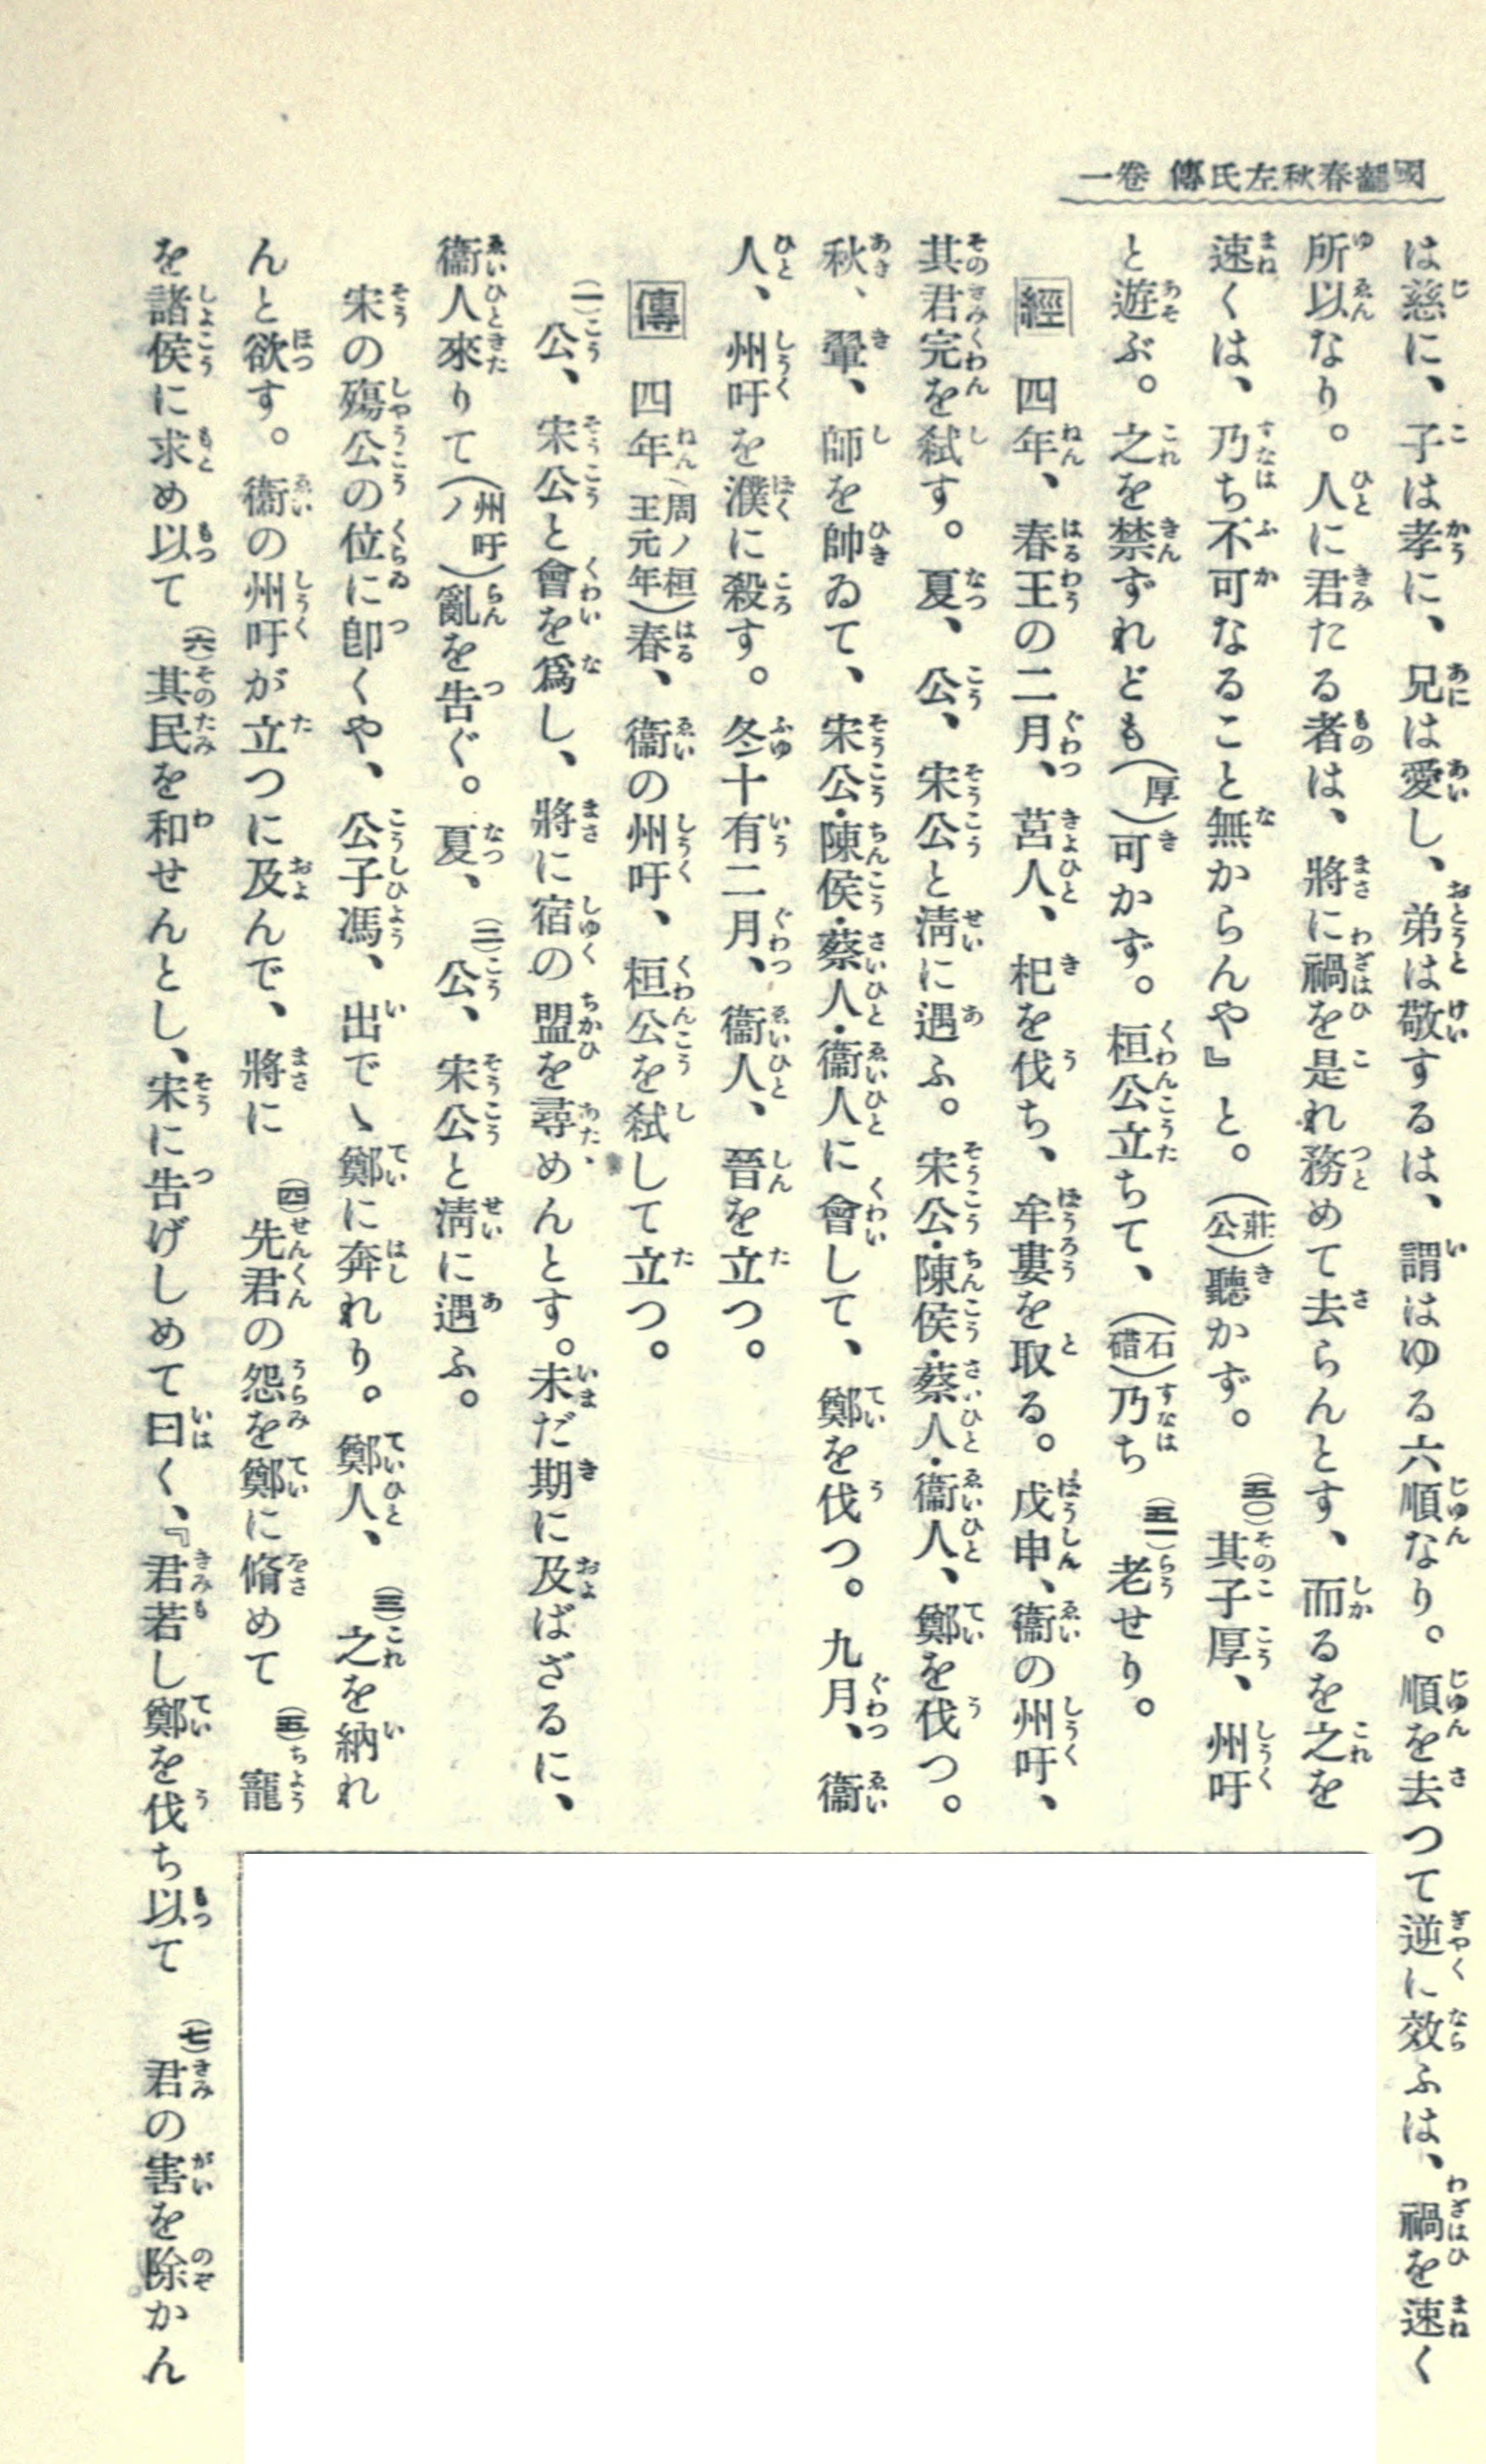 國譯春秋左氏傳 卷一
は慈に、子は孝に、兄は愛し、弟は敬するは、謂はゆる六順なり。順を去つて逆に效ふは、禍を速く
所以なり。人に君たる者は、將に禍を是れ務めて去らんとす、而るを之を
速くは、乃ち不可なること無からんや』と。(莊公)聽かず。(五〇)其子厚、州吁
と遊ぶ。之を禁ずれども(厚)可かず。桓公立ちて、(石碏)乃ち(五一)老せり。
經 四年、春王の二月、莒人、杞を伐ち、牟婁を取る。戊申、衞の州吁、
其君完を弑す。夏、公、宋公と淸に遇ふ。宋公・陳侯・蔡人・衞人、鄭を伐つ。
秋、翬、師を帥ゐて、宋公・陳侯・蔡人・衞人に會して、鄭を伐つ。九月、衞
人、州吁を濮に殺す。冬十有二月、衞人、晉を立つ。
傳 四年(周ノ桓王元年)春、衞の州吁、桓公を弑して立つ。
(一)公、宋公と會を爲し、將に宿の盟を尋めんとす。未だ期に及ばざるに、
衞人來りて(州吁ノ)亂を告ぐ。夏、(二)公、宋公と淸に遇ふ。
宋の殤公の位に卽くや、公子馮、出でゝ鄭に奔れり。鄭人、(三)之を納れ
んと欲す。衞の州吁が立つに及んで、將に(四)先君の怨を鄭に脩めて(五)寵
を諸侯に求め以て(六)其民を和せんとし、宋に告げしめて曰く、『君若し鄭を伐ち以て(七)君の害を除かん